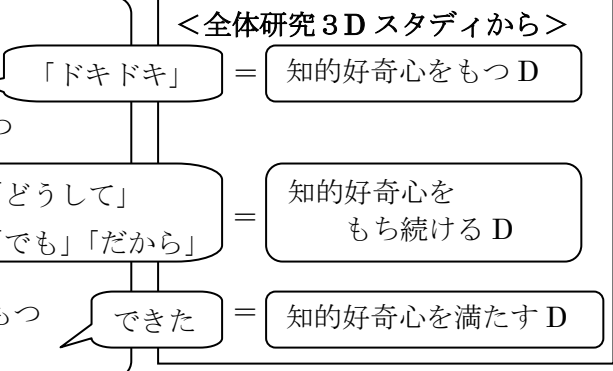 ＜全体研究３Dスタディから＞
「ドキドキ」 ＝ 知的好奇心をもつD
つ
「どうして」
「でも」「だから」
＝
知的好奇心を
もち続けるD
もつ
できた ＝ 知的好奇心を満たすD